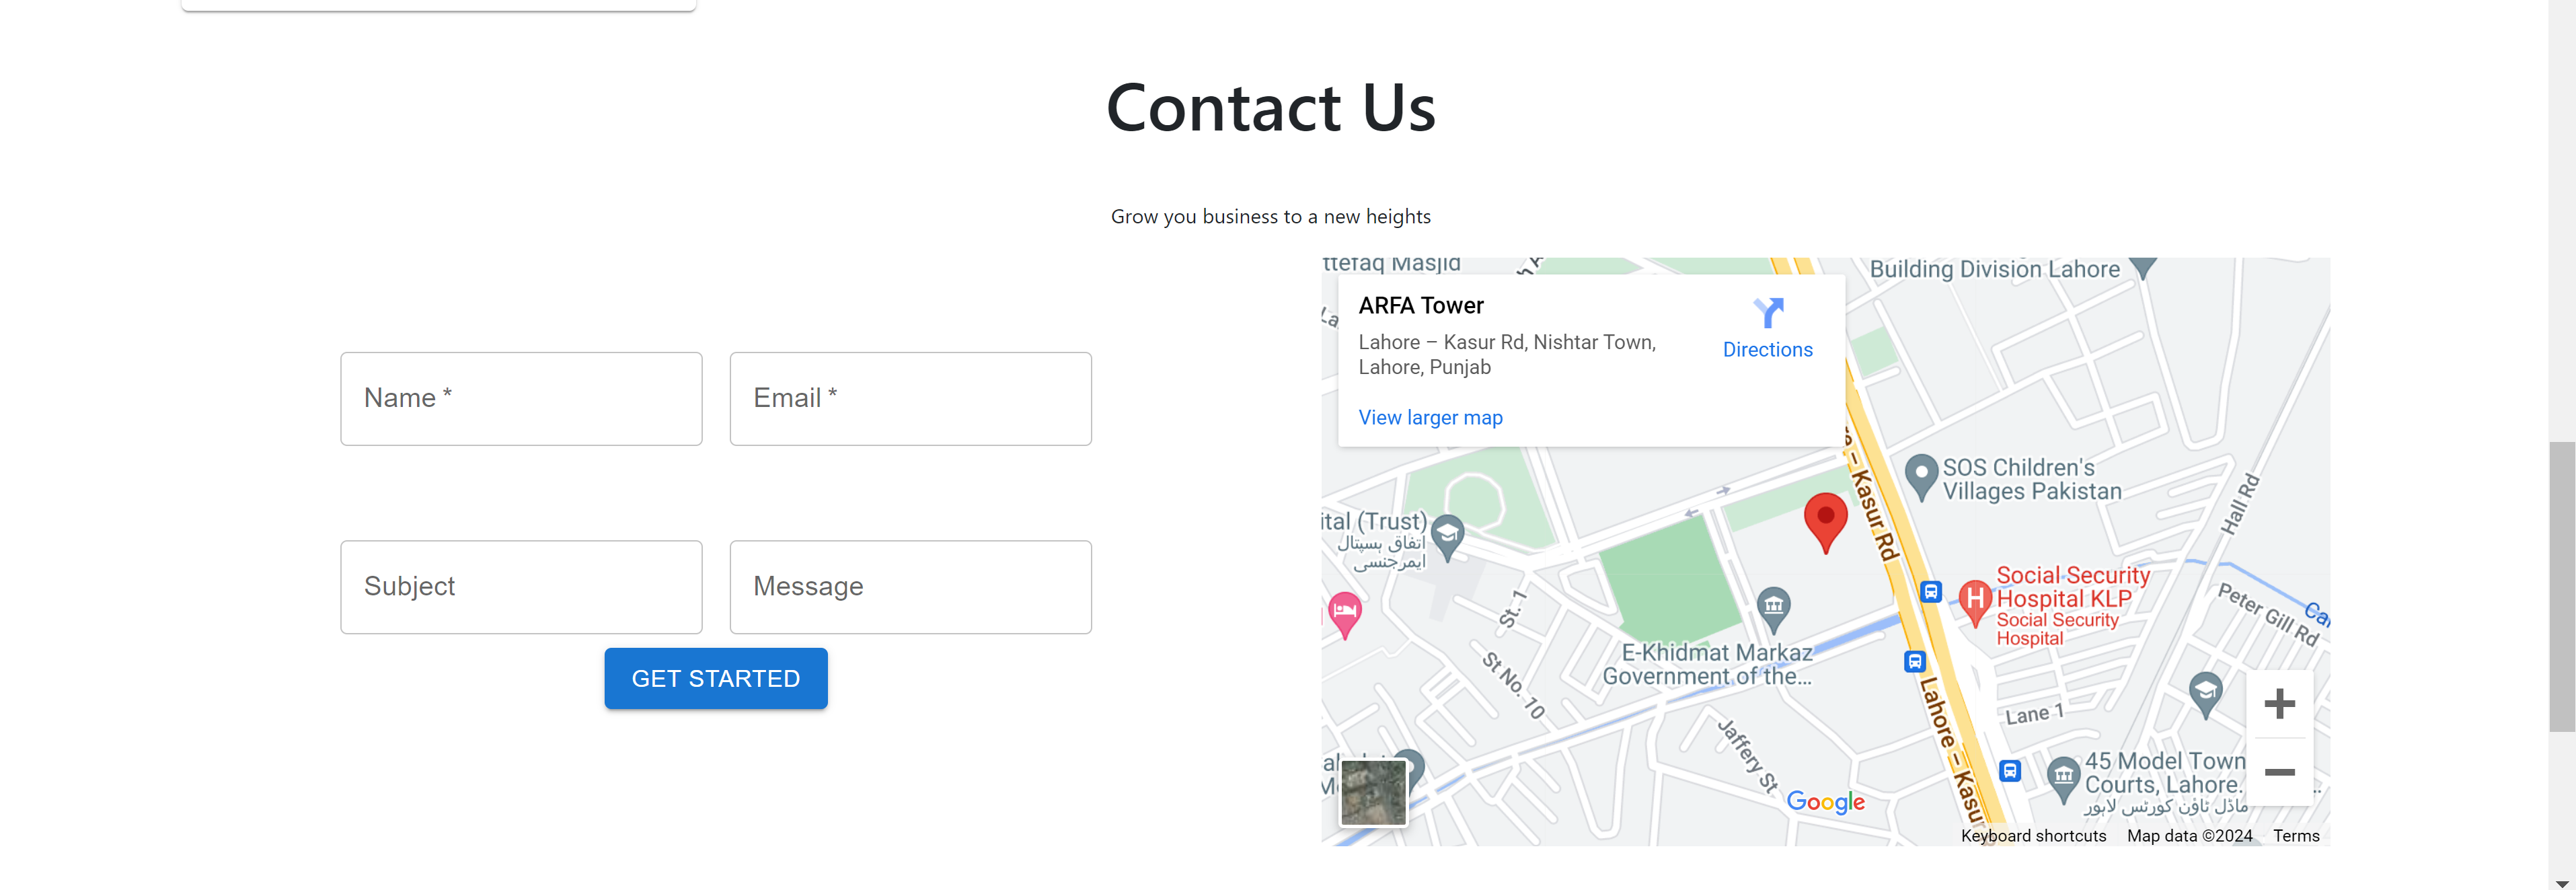 Contact Us
Grow you business to a new heights
Name *
Email *
Subject
Message
GET STARTED
ttefaq Masjid
Building Division Lahore
ARFA Tower
Lahore – Kasur Rd, Nishtar Town,
Lahore, Punjab
Directions
View larger map
SOS Children's
Villages Pakistan
Kasur Rd
Hall Rd
ital (Trust)
اتفاق ہسپتال
ایمرجنسی
Social Security
Hospital KLP
Social Security
Hospital
St. 1
Peter Gill Rd
Ca
E-Khidmat Markaz
Government of the...
St No. 10
Lahore – Kasur
Lane 1
Jaffery St
45 Model Town
Courts, Lahore...
ماڈل ٹاؤن کورٹس لاہور
Google
Keyboard shortcuts
Map data ©2024
Terms